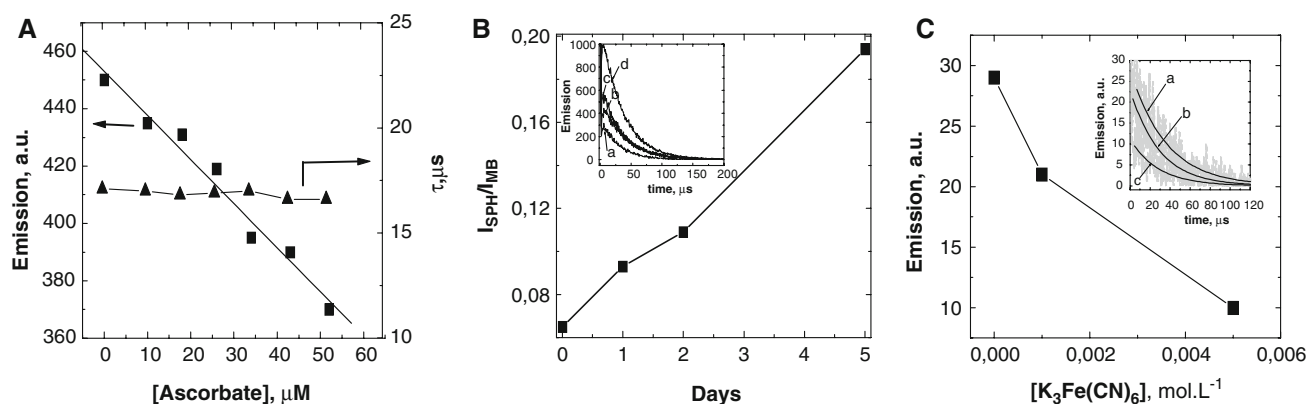 A
Emission, a.u.
460
440
420
400
380
360
0 10 20 30 40 50 60
[Ascorbate], μM
25
20
15
10
τ,μs
B
I_SPH/I_MB
0,20
0,16
0,12
0,08
0 1 2 3 4 5
Days
Emission
1000
800
600
400
200
0
0 50 100 150 200
time, μs
d
c
b
a
C
Emission, a.u.
30
25
20
15
10
0,000 0,002 0,004 0,006
[K₃Fe(CN)₆], mol.L⁻¹
Emission, a.u.
30
25
20
15
10
5
0
0 20 40 60 80 100 120
time, μs
a
b
c